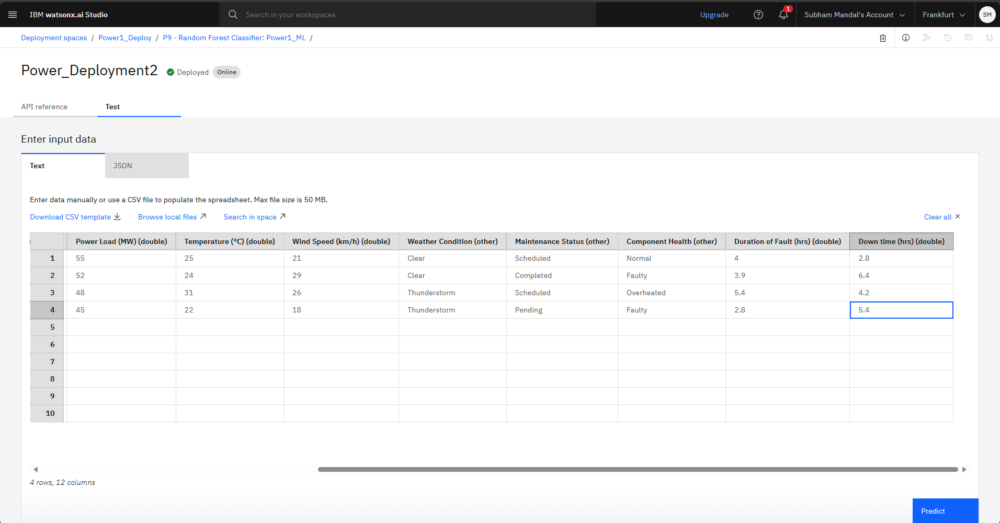 IBM watsonx.ai Studio
Search in your workspaces
Upgrade
1
Subham Mandal's Account
Frankfurt
SM
Deployment spaces / Power1_Deploy / P9 - Random Forest Classifier: Power1_ML /
Power_Deployment2
Deployed
Online
API reference
Test
Enter input data
Text
JSON
Enter data manually or use a CSV file to populate the spreadsheet. Max file size is 50 MB.
Download CSV template
Browse local files
Search in space
Clear all
Power Load (MW) (double) Temperature (°C) (double) Wind Speed (km/h) (double) Weather Condition (other) Maintenance Status (other) Component Health (other) Duration of Fault (hrs) (double) Down time (hrs) (double)
1 55 25 21 Clear Scheduled Normal 4 2.8
2 52 24 29 Clear Completed Faulty 3.9 6.4
3 48 31 26 Thunderstorm Scheduled Overheated 5.4 4.2
4 45 22 18 Thunderstorm Pending Faulty 2.8 5.4
5
6
7
8
9
10
4 rows, 12 columns
Predict